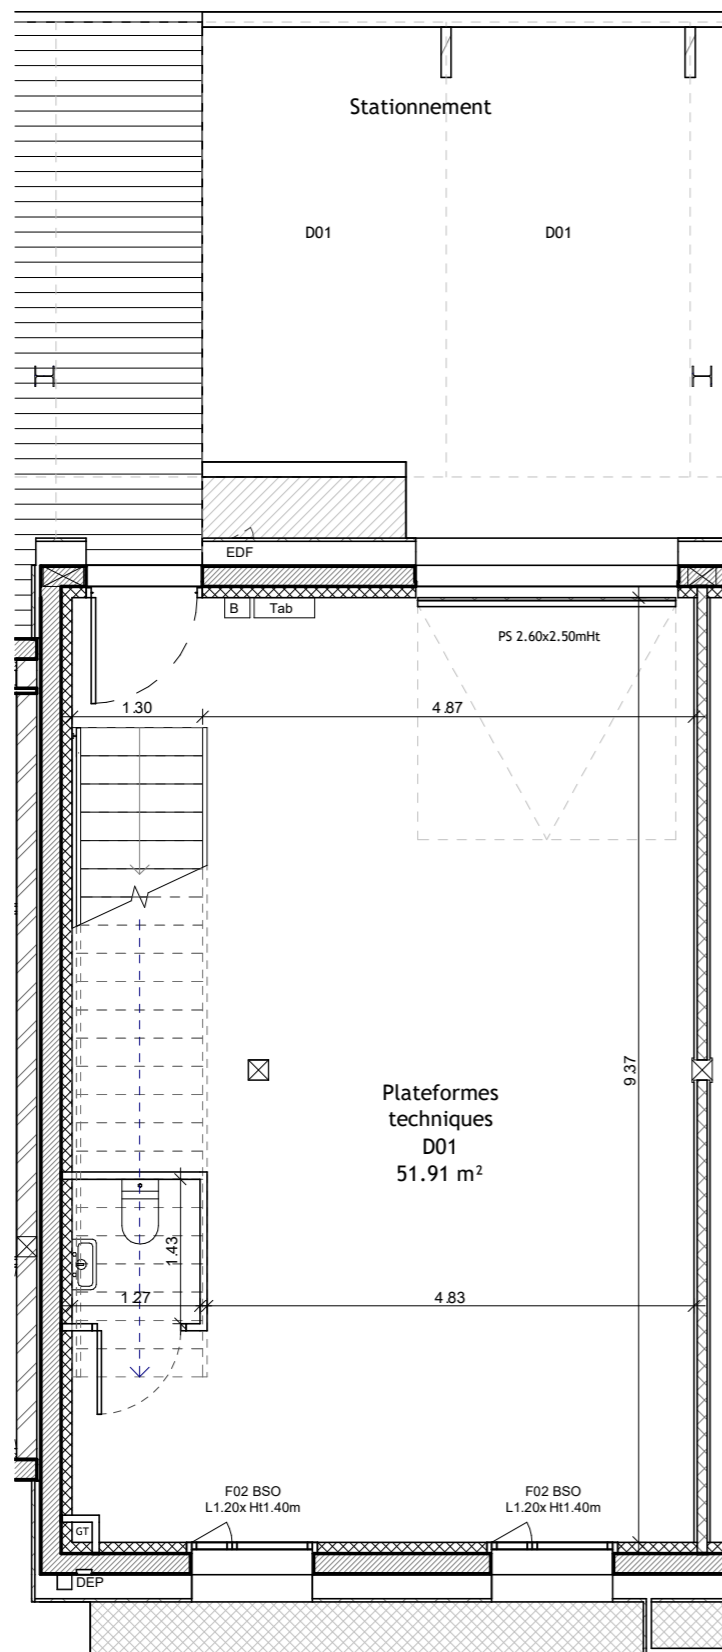 Stationnement
D01
D01
EDF
B
Tab
PS 2.60x2.50mHt
1.30
4.87
9.37
Plateformes
techniques
D01
51.91 m²
1.43
1.27
4.83
F02 BSO
L1.20x Ht1.40m
F02 BSO
L1.20x Ht1.40m
GT
DEP